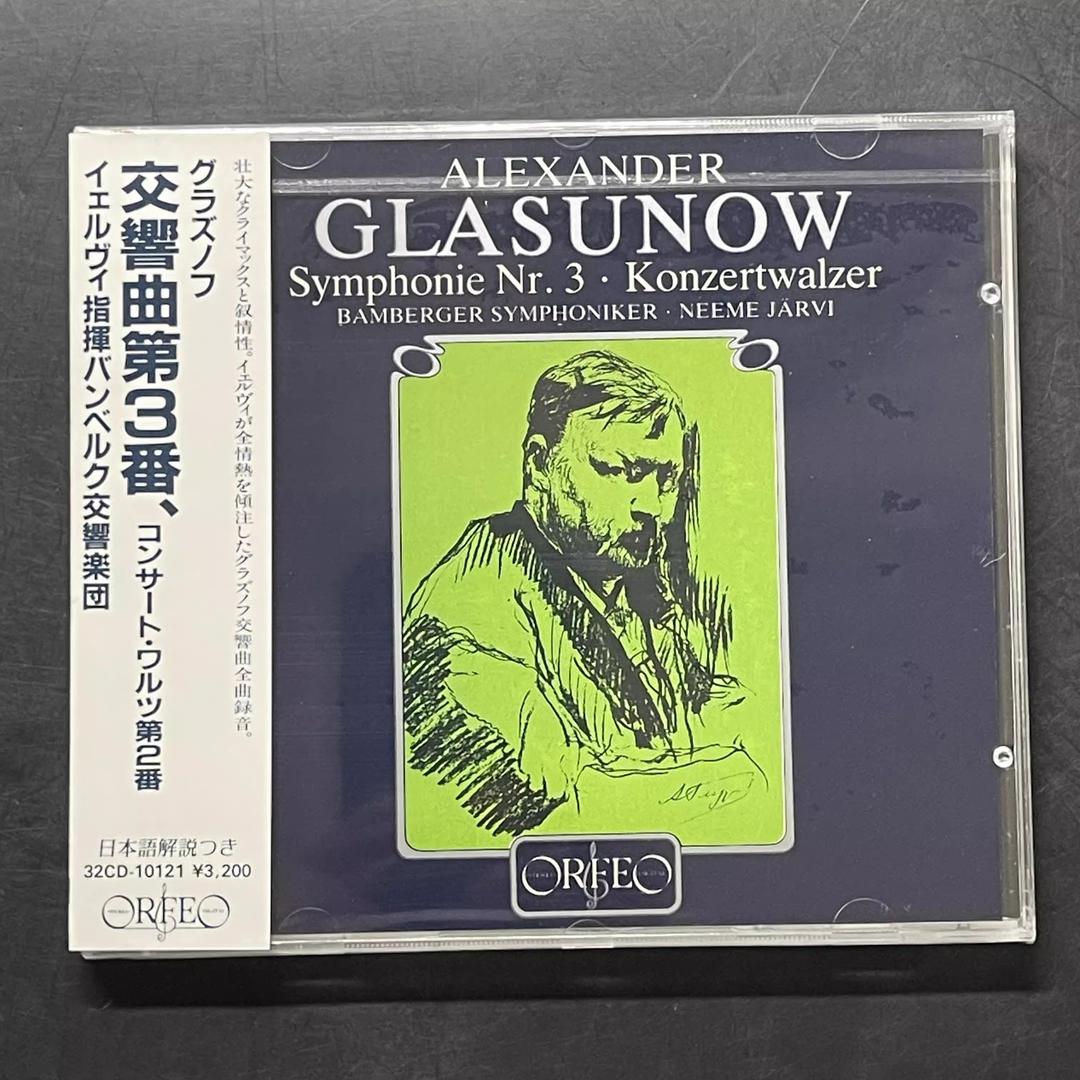 壮大なクライマックスと叙情性。イェルヴィが全情熱を傾注したグラズノフ交響曲全曲録音。
グラズノフ
交響曲第3番、コンサート・ワルツ第2番
イェルヴィ指揮バンベルク交響楽団
日本語解説つき
32CD-10121 ¥3,200
ORFEO
ALEXANDER
GLASUNOW
Symphonie Nr. 3 · Konzertwalzer
BAMBERGER SYMPHONIKER · NEEME JÄRVI
ORFEO